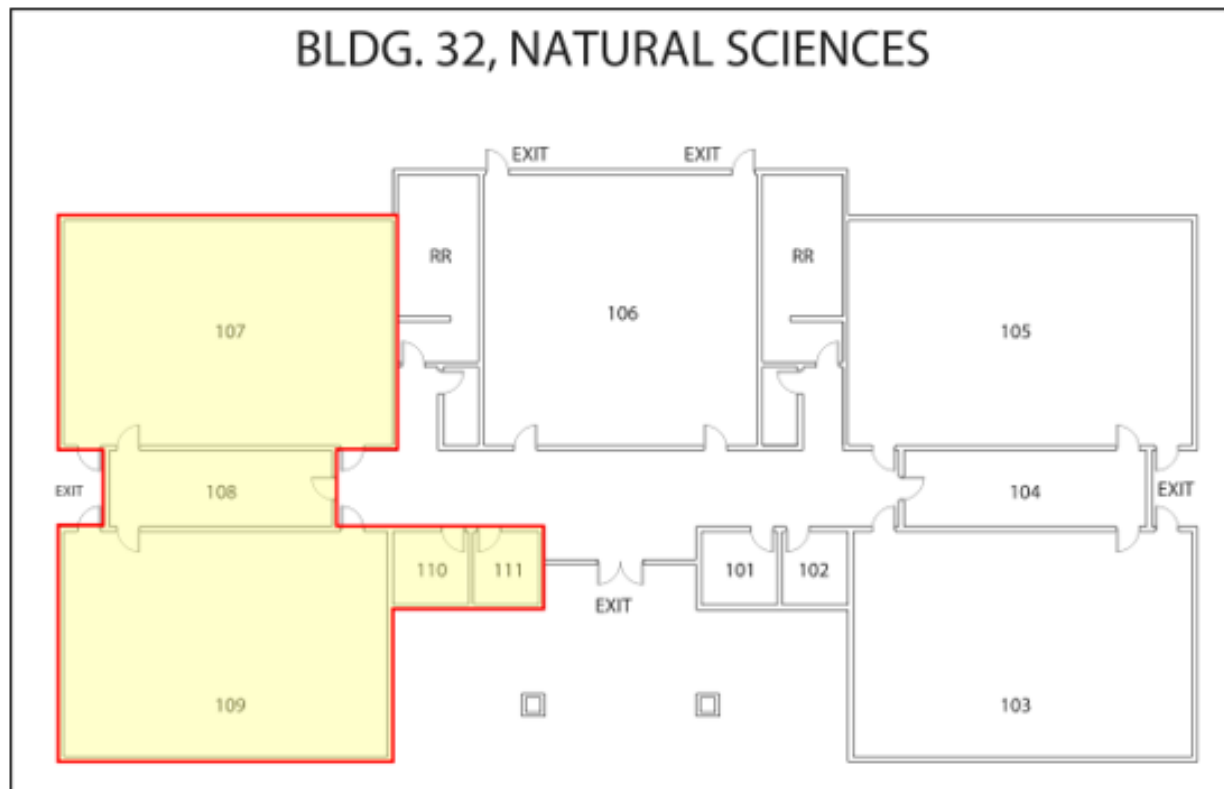 BLDG. 32, NATURAL SCIENCES
EXIT EXIT
RR RR
107 106 105
EXIT 108 104 EXIT
110 111 101 102
EXIT
109 103